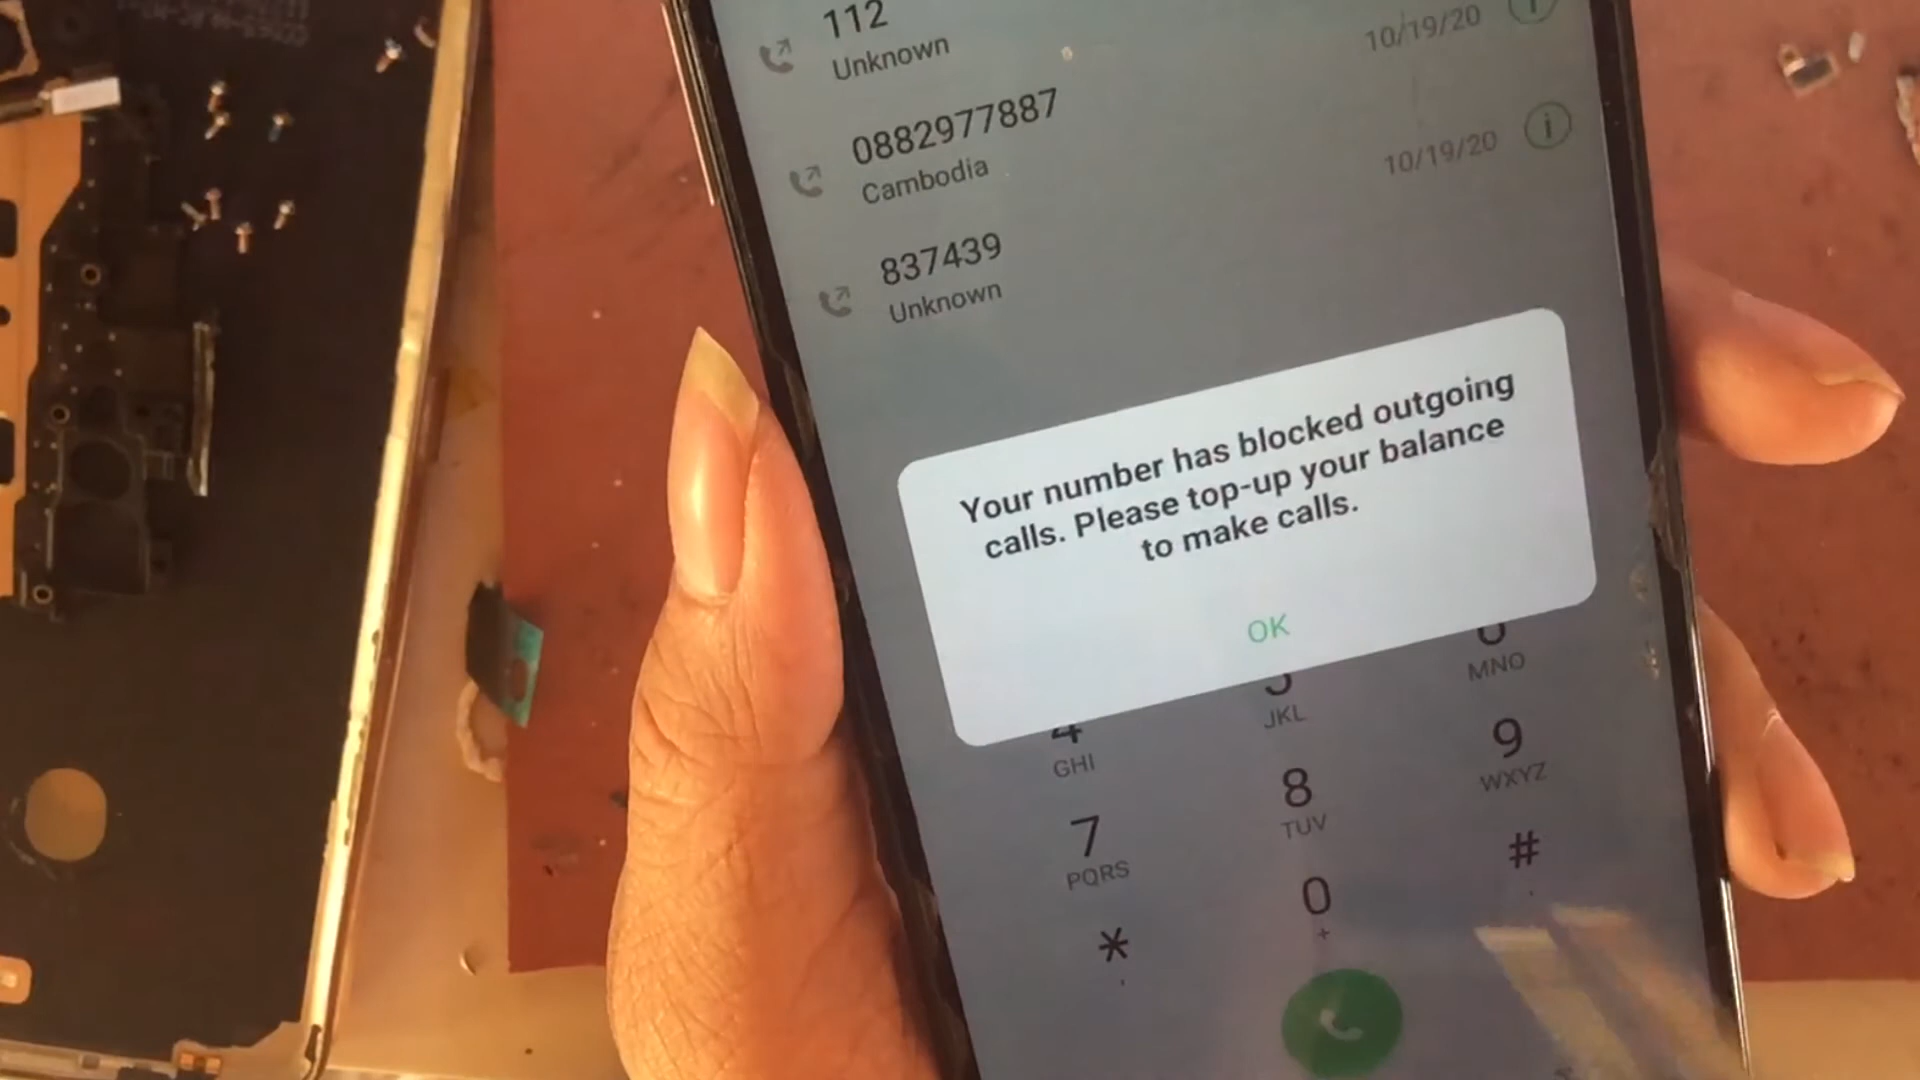 112
Unknown
10/19/20
0882977887
Cambodia
10/19/20
837439
Unknown
Your number has blocked outgoing
calls. Please top-up your balance
to make calls.
OK
4
GHI
JKL
MNO
7
PQRS
8
TUV
9
WXYZ
*
0
+
#